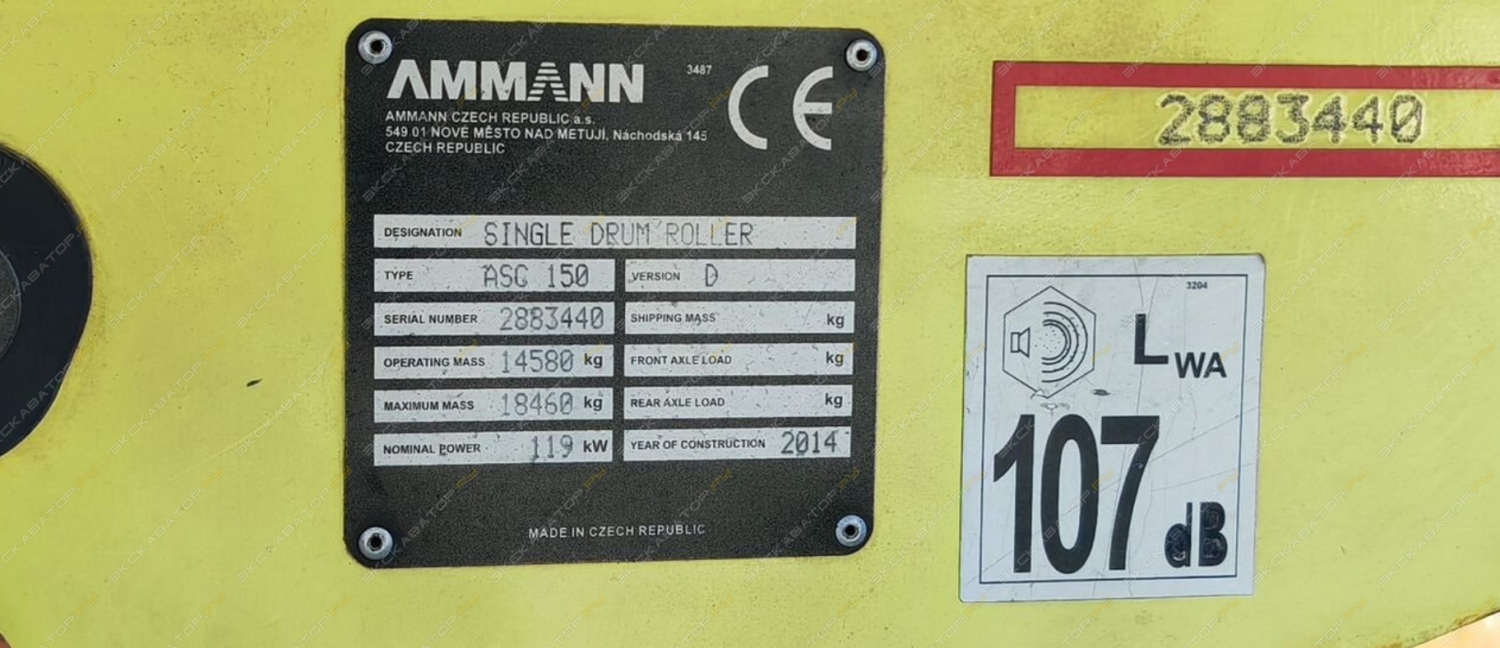 AMMANN
3487
CE
AMMANN CZECH REPUBLIC a.s.
549 01 NOVÉ MĚSTO NAD METUJÍ, Náchodská 145
CZECH REPUBLIC
DESIGNATION SINGLE DRUM ROLLER
TYPE ASC 150 VERSION D
SERIAL NUMBER 2883440 SHIPPING MASS kg
OPERATING MASS 14580 kg FRONT AXLE LOAD kg
MAXIMUM MASS 18460 kg REAR AXLE LOAD kg
NOMINAL POWER 119 kW YEAR OF CONSTRUCTION 2014
MADE IN CZECH REPUBLIC
2883440
3204
LWA
107 dB
ЭКСКАВАТОР.РУ